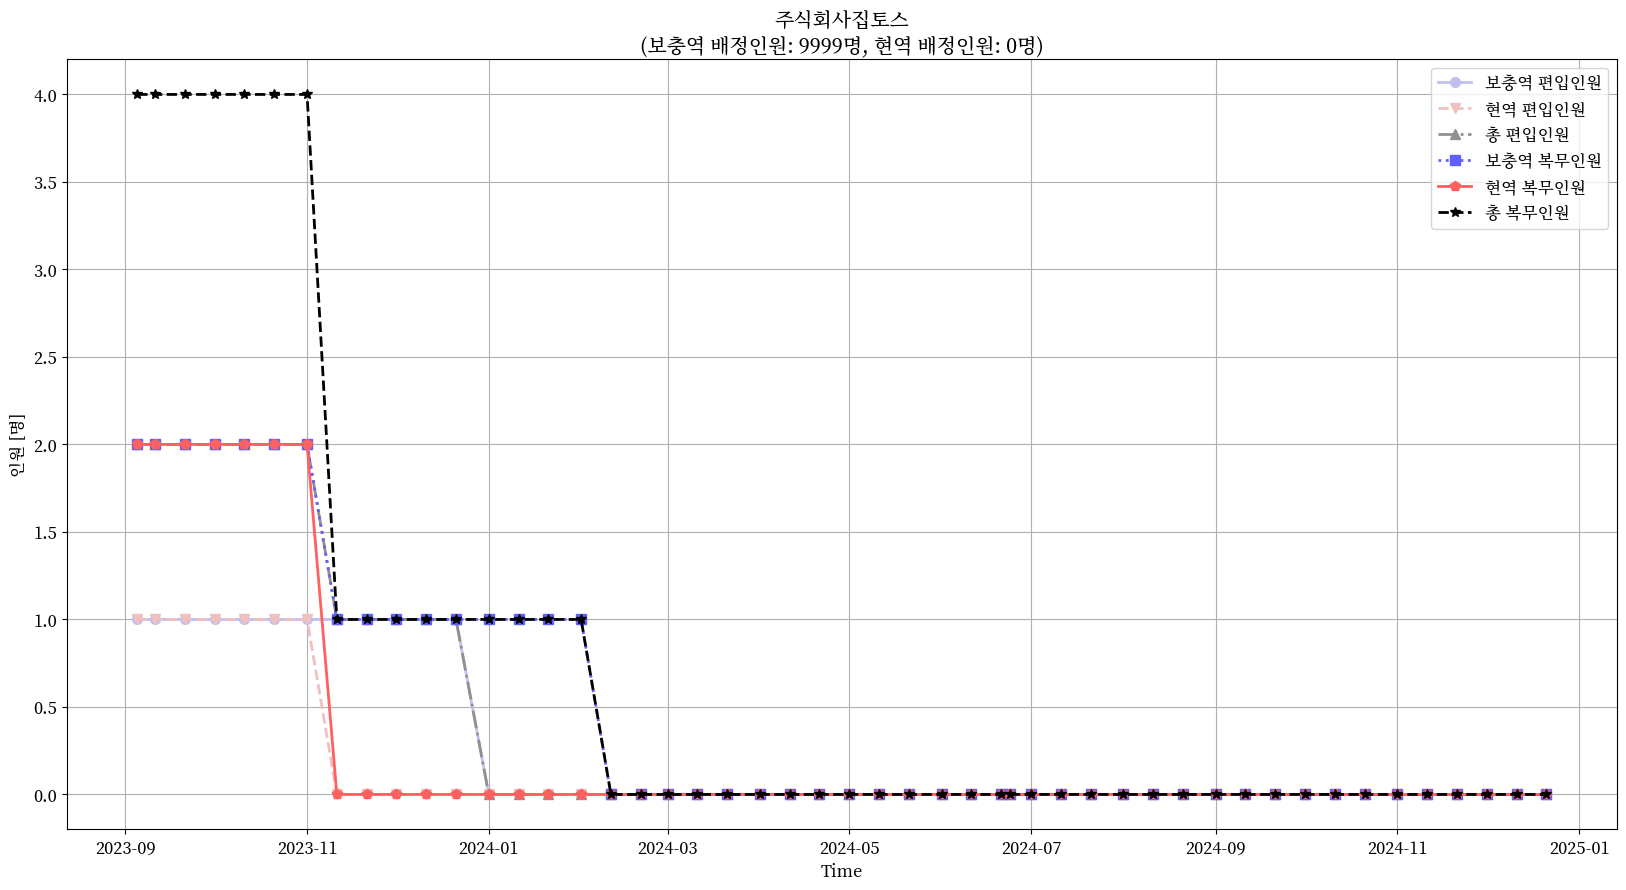 주식회사집토스
(보충역 배정인원: 9999명, 현역 배정인원: 0명)
보충역 편입인원
현역 편입인원
총 편입인원
보충역 복무인원
현역 복무인원
총 복무인원
인원 [명]
4.0
3.5
3.0
2.5
2.0
1.5
1.0
0.5
0.0
2023-09
2023-11
2024-01
2024-03
2024-05
2024-07
2024-09
2024-11
2025-01
Time